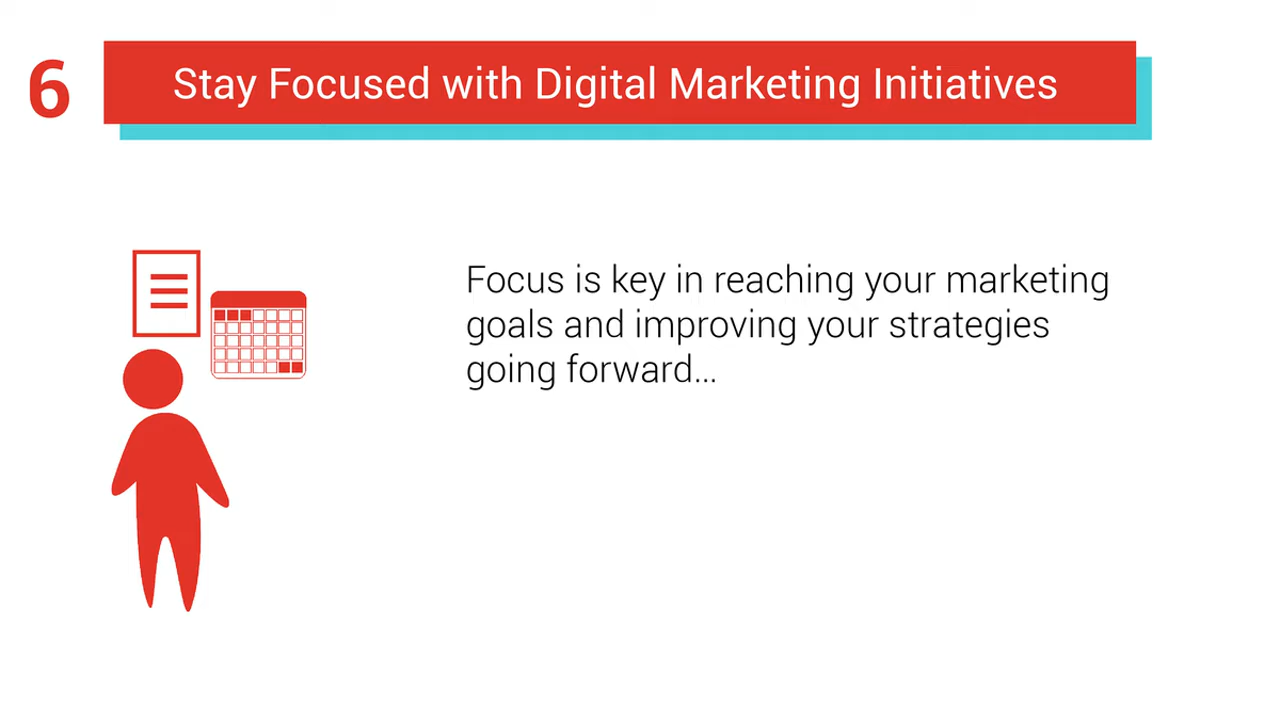 6
Stay Focused with Digital Marketing Initiatives
Focus is key in reaching your marketing
goals and improving your strategies
going forward...